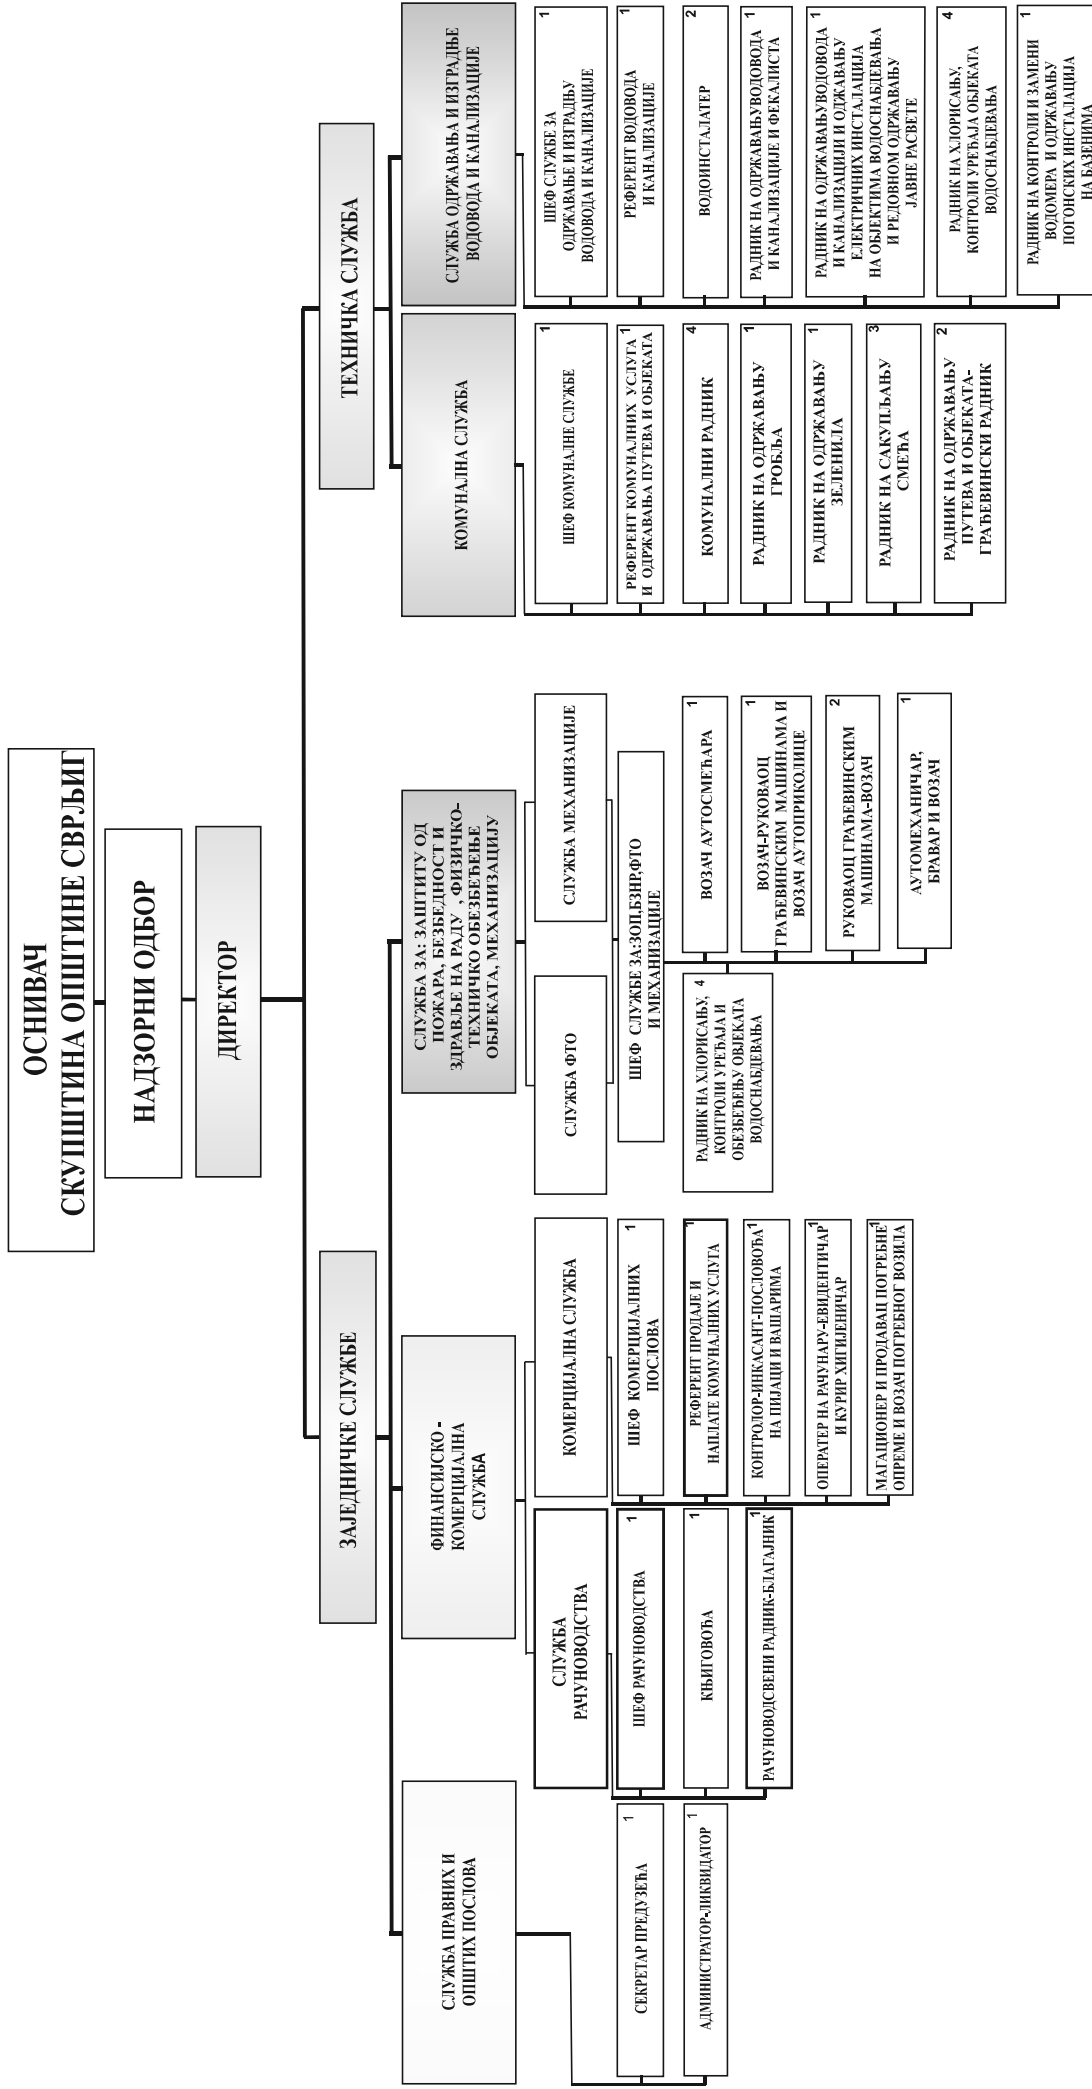 ОСНИВАЧ
СКУПШТИНА ОПШТИНЕ СВРЉИГ
НАДЗОРНИ ОДБОР
ДИРЕКТОР
ЗАЈЕДНИЧКЕ СЛУЖБЕ
ТЕХНИЧКА СЛУЖБА
СЛУЖБА ПРАВНИХ И
ОПШТИХ ПОСЛОВА
ФИНАНСИЈСКО -
КОМЕРЦИЈАЛНА
СЛУЖБА
СЛУЖБА ЗА: ЗАШТИТУ ОД
ПОЖАРА, БЕЗБЕДНОСТ И
ЗДРАВЉЕ НА РАДУ , ФИЗИЧКО-
ТЕХНИЧКО ОБЕЗБЕЂЕЊЕ
ОБЈЕКАТА, МЕХАНИЗАЦИЈУ
КОМУНАЛНА СЛУЖБА
СЛУЖБА ОДРЖАВАЊА И ИЗГРАДЊЕ
ВОДОВОДА И КАНАЛИЗАЦИЈЕ
СЕКРЕТАР ПРЕДУЗЕЋА
1
АДМИНИСТРАТОР-ЛИКВИДАТОР
1
СЛУЖБА
РАЧУНОВОДСТВА
ШЕФ РАЧУНОВОДСТВА
1
КЊИГОВОЂА
1
РАЧУНОВОДСВЕНИ РАДНИК-БЛАГАЈНИК
1
КОМЕРЦИЈАЛНА СЛУЖБА
ШЕФ КОМЕРЦИЈАЛНИХ
ПОСЛОВА
1
РЕФЕРЕНТ ПРОДАЈЕ И
НАПЛАТЕ КОМУНАЛНИХ УСЛУГА
1
КОНТРОЛОР-ИНКАСАНТ-ПОСЛОВОЂА
НА ПИЈАЦИ И ВАШАРИМА
1
ОПЕРАТЕР НА РАЧУНАРУ-ЕВИДЕНТИЧАР
И КУРИР ХИГИЈЕНИЧАР
1
МАГАЦИОНЕР И ПРОДАВАЦ ПОГРЕБНЕ
ОПРЕМЕ И ВОЗАЧ ПОГРЕБНОГ ВОЗИЛА
1
СЛУЖБА ФТО
СЛУЖБА МЕХАНИЗАЦИЈЕ
ШЕФ СЛУЖБЕ ЗА:ЗОП,БЗНР,ФТО
И МЕХАНИЗАЦИЈЕ
РАДНИК НА ХЛОРИСАЊУ,
КОНТРОЛИ УРЕЂАЈА И
ОБЕЗБЕЂЕЊУ ОВЈЕКАТА
ВОДОСНАБДЕВАЊА
4
ВОЗАЧ АУТОСМЕЋАРА
1
ВОЗАЧ-РУКОВАОЦ
ГРАЂЕВИНСКИМ МАШИНАМА И
ВОЗАЧ АУТОПРИКОЛИЦЕ
1
РУКОВАОЦ ГРАЂЕВИНСКИМ
МАШИНАМА-ВОЗАЧ
2
АУТОМЕХАНИЧАР,
БРАВАР И ВОЗАЧ
1
ШЕФ КОМУНАЛНЕ СЛУЖБЕ
1
РЕФЕРЕНТ КОМУНАЛНИХ УСЛУГА
И ОДРЖАВАЊА ПУТЕВА И ОБЈЕКАТА
1
КОМУНАЛНИ РАДНИК
4
РАДНИК НА ОДРЖАВАЊУ
ГРОБЉА
1
РАДНИК НА ОДРЖАВАЊУ
ЗЕЛЕНИЛА
1
РАДНИК НА САКУПЉАЊУ
СМЕЋА
3
РАДНИК НА ОДРЖАВАЊУ
ПУТЕВА И ОБЈЕКАТА-
ГРАЂЕВИНСКИ РАДНИК
2
ШЕФ СЛУЖБЕ ЗА
ОДРЖАВАЊЕ И ИЗГРАДЊУ
ВОДОВОДА И КАНАЛИЗАЦИЈЕ
1
РЕФЕРЕНТ ВОДОВОДА
И КАНАЛИЗАЦИЈЕ
1
ВОДОИНСТАЛАТЕР
2
РАДНИК НА ОДРЖАВАЊУВОДОВОДА
И КАНАЛИЗАЦИЈЕ И ФЕКАЛИСТА
1
РАДНИК НА ОДРЖАВАЊУВОДОВОДА
И КАНАЛИЗАЦИЈИ И ОДЖАВАЊУ
ЕЛЕКТРИЧНИХ ИНСТАЛАЦИЈА
НА ОБЈЕКТИМА ВОДОСНАБДЕВАЊА
И РЕДОВНОМ ОДРЖАВАЊУ
ЈАВНЕ РАСВЕТЕ
1
РАДНИК НА ХЛОРИСАЊУ,
КОНТРОЛИ УРЕЂАЈА ОБЈЕКАТА
ВОДОСНАБДЕВАЊА
4
РАДНИК НА КОНТРОЛИ И ЗАМЕНИ
ВОДОМЕРА И ОДРЖАВАЊУ
ПОГОНСКИХ ИНСТАЛАЦИЈА
НА БАЗЕНИМА
1